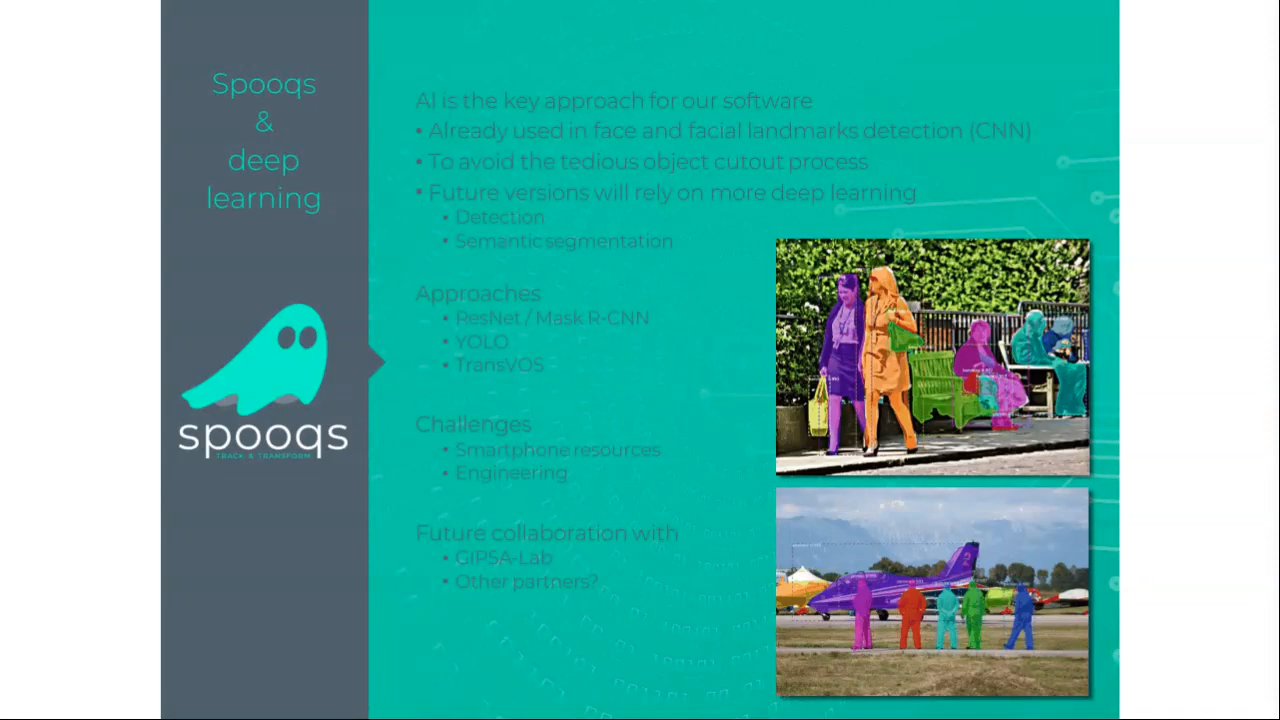 Spooqs
&
deep
learning
spooqs
TRACK & TRANSFORM
AI is the key approach for our software
• Already used in face and facial landmarks detection (CNN)
• To avoid the tedious object cutout process
• Future versions will rely on more deep learning
• Detection
• Semantic segmentation
Approaches
• ResNet / Mask R-CNN
• YOLO
• TransVOS
Challenges
• Smartphone resources
• Engineering
Future collaboration with
• GIPSA-Lab
• Other partners?